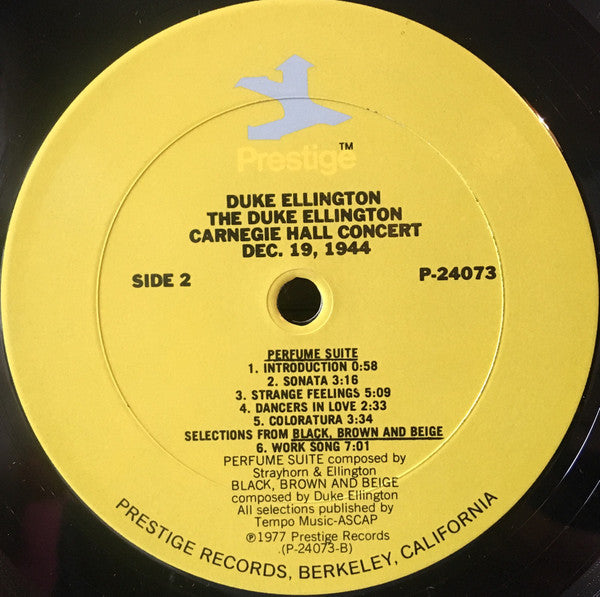 Prestige™
DUKE ELLINGTON
THE DUKE ELLINGTON
CARNEGIE HALL CONCERT
DEC. 19, 1944
SIDE 2
P-24073
PERFUME SUITE
1. INTRODUCTION 0:58
2. SONATA 3:16
3. STRANGE FEELINGS 5:09
4. DANCERS IN LOVE 2:33
5. COLORATURA 3:34
SELECTIONS FROM BLACK, BROWN AND BEIGE
6. WORK SONG 7:01
PERFUME SUITE composed by
Strayhorn & Ellington
BLACK, BROWN AND BEIGE
composed by Duke Ellington
All selections published by
Tempo Music-ASCAP
℗1977 Prestige Records
(P-24073-B)
PRESTIGE RECORDS, BERKELEY, CALIFORNIA